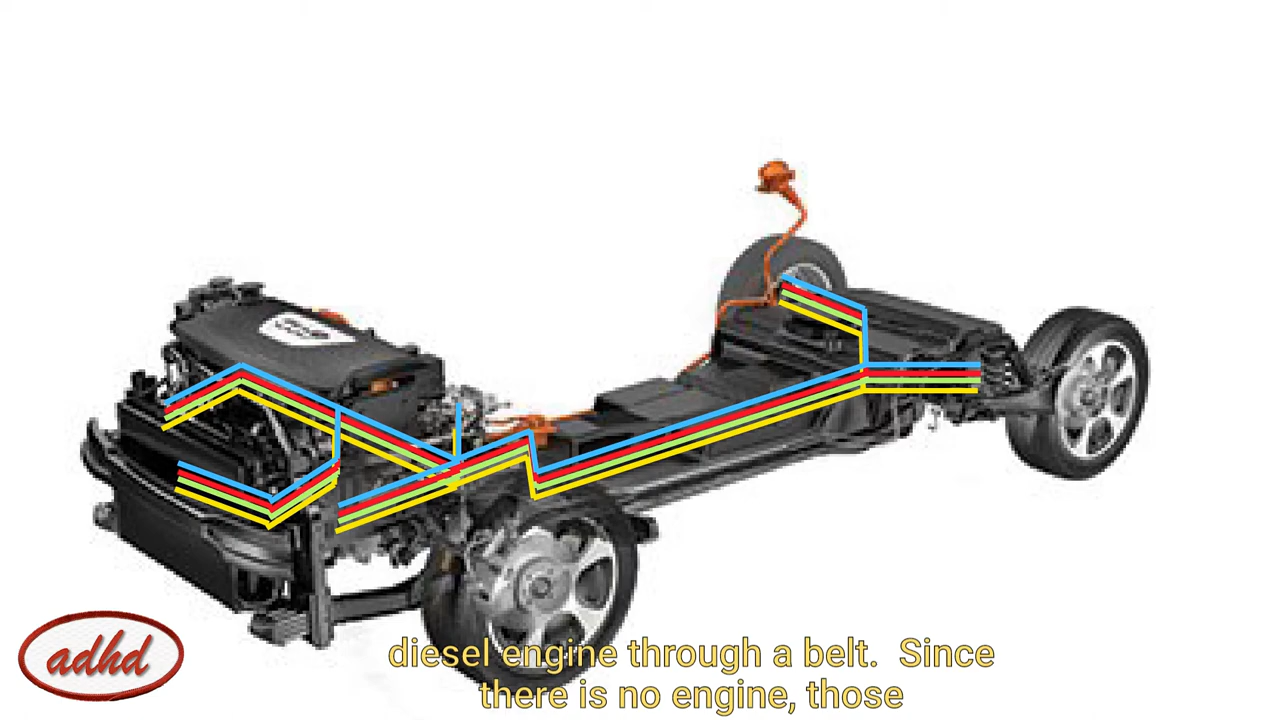 adhd
diesel engine through a belt.  Since
there is no engine, those